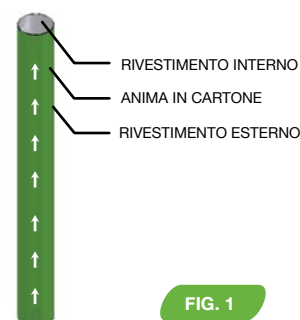 RIVESTIMENTO INTERNO
ANIMA IN CARTONE
RIVESTIMENTO ESTERNO
FIG. 1